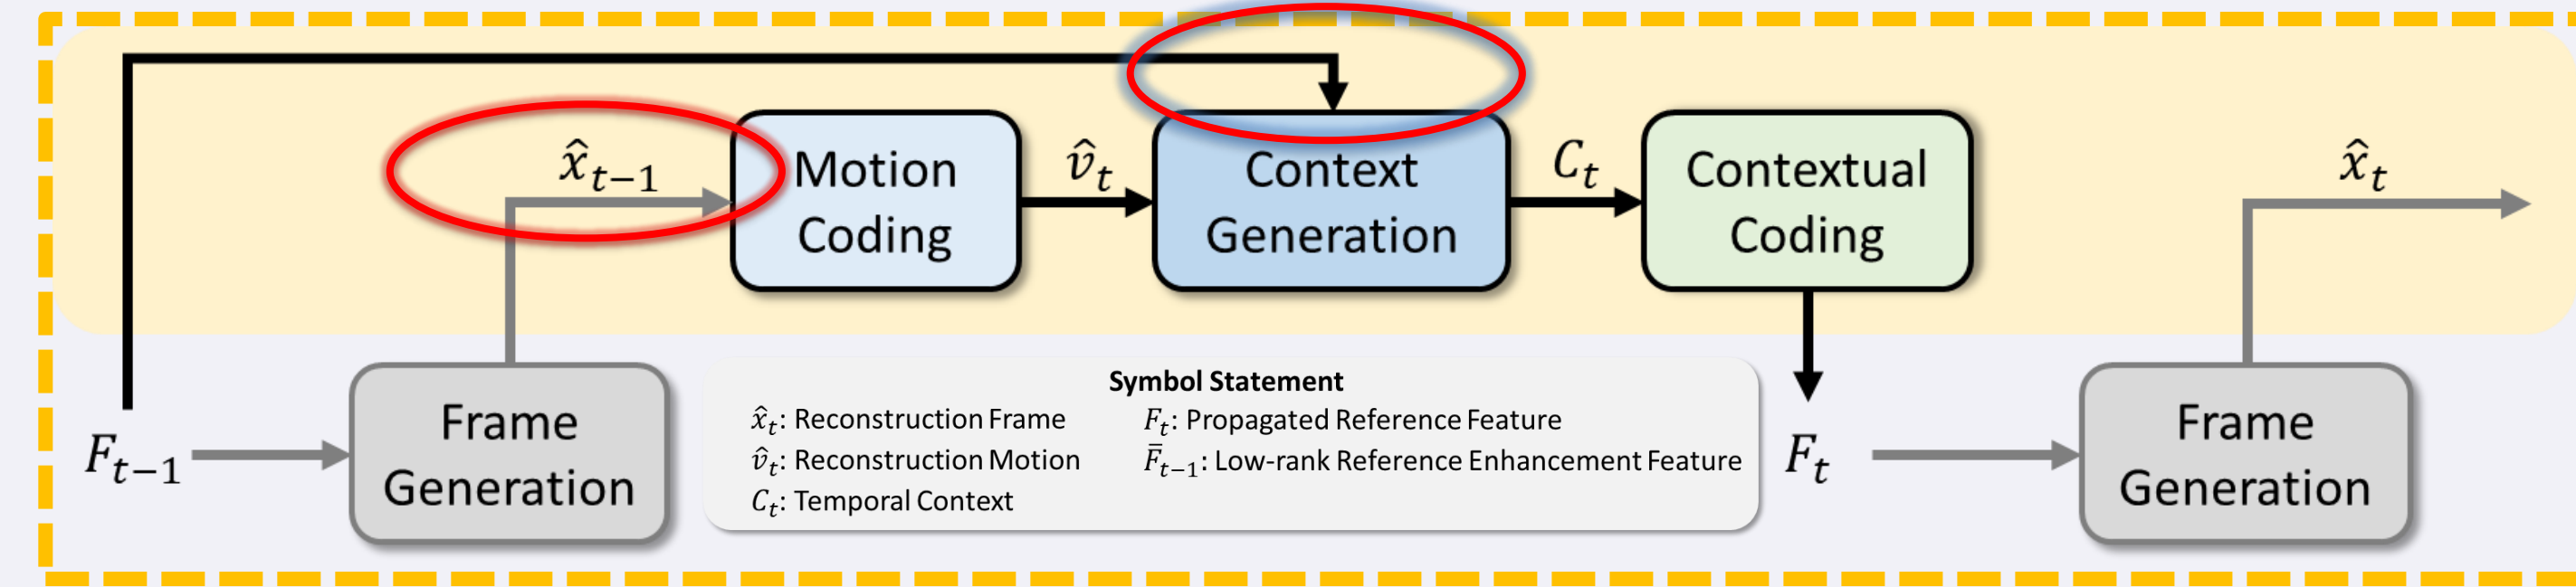 x̂ₜ₋₁
Motion
Coding
v̂ₜ
Context
Generation
Cₜ
Contextual
Coding
x̂ₜ
Fₜ₋₁
Frame
Generation
Symbol Statement
x̂ₜ: Reconstruction Frame
v̂ₜ: Reconstruction Motion
Cₜ: Temporal Context
Fₜ: Propagated Reference Feature
F̄ₜ₋₁: Low-rank Reference Enhancement Feature
Fₜ
Frame
Generation